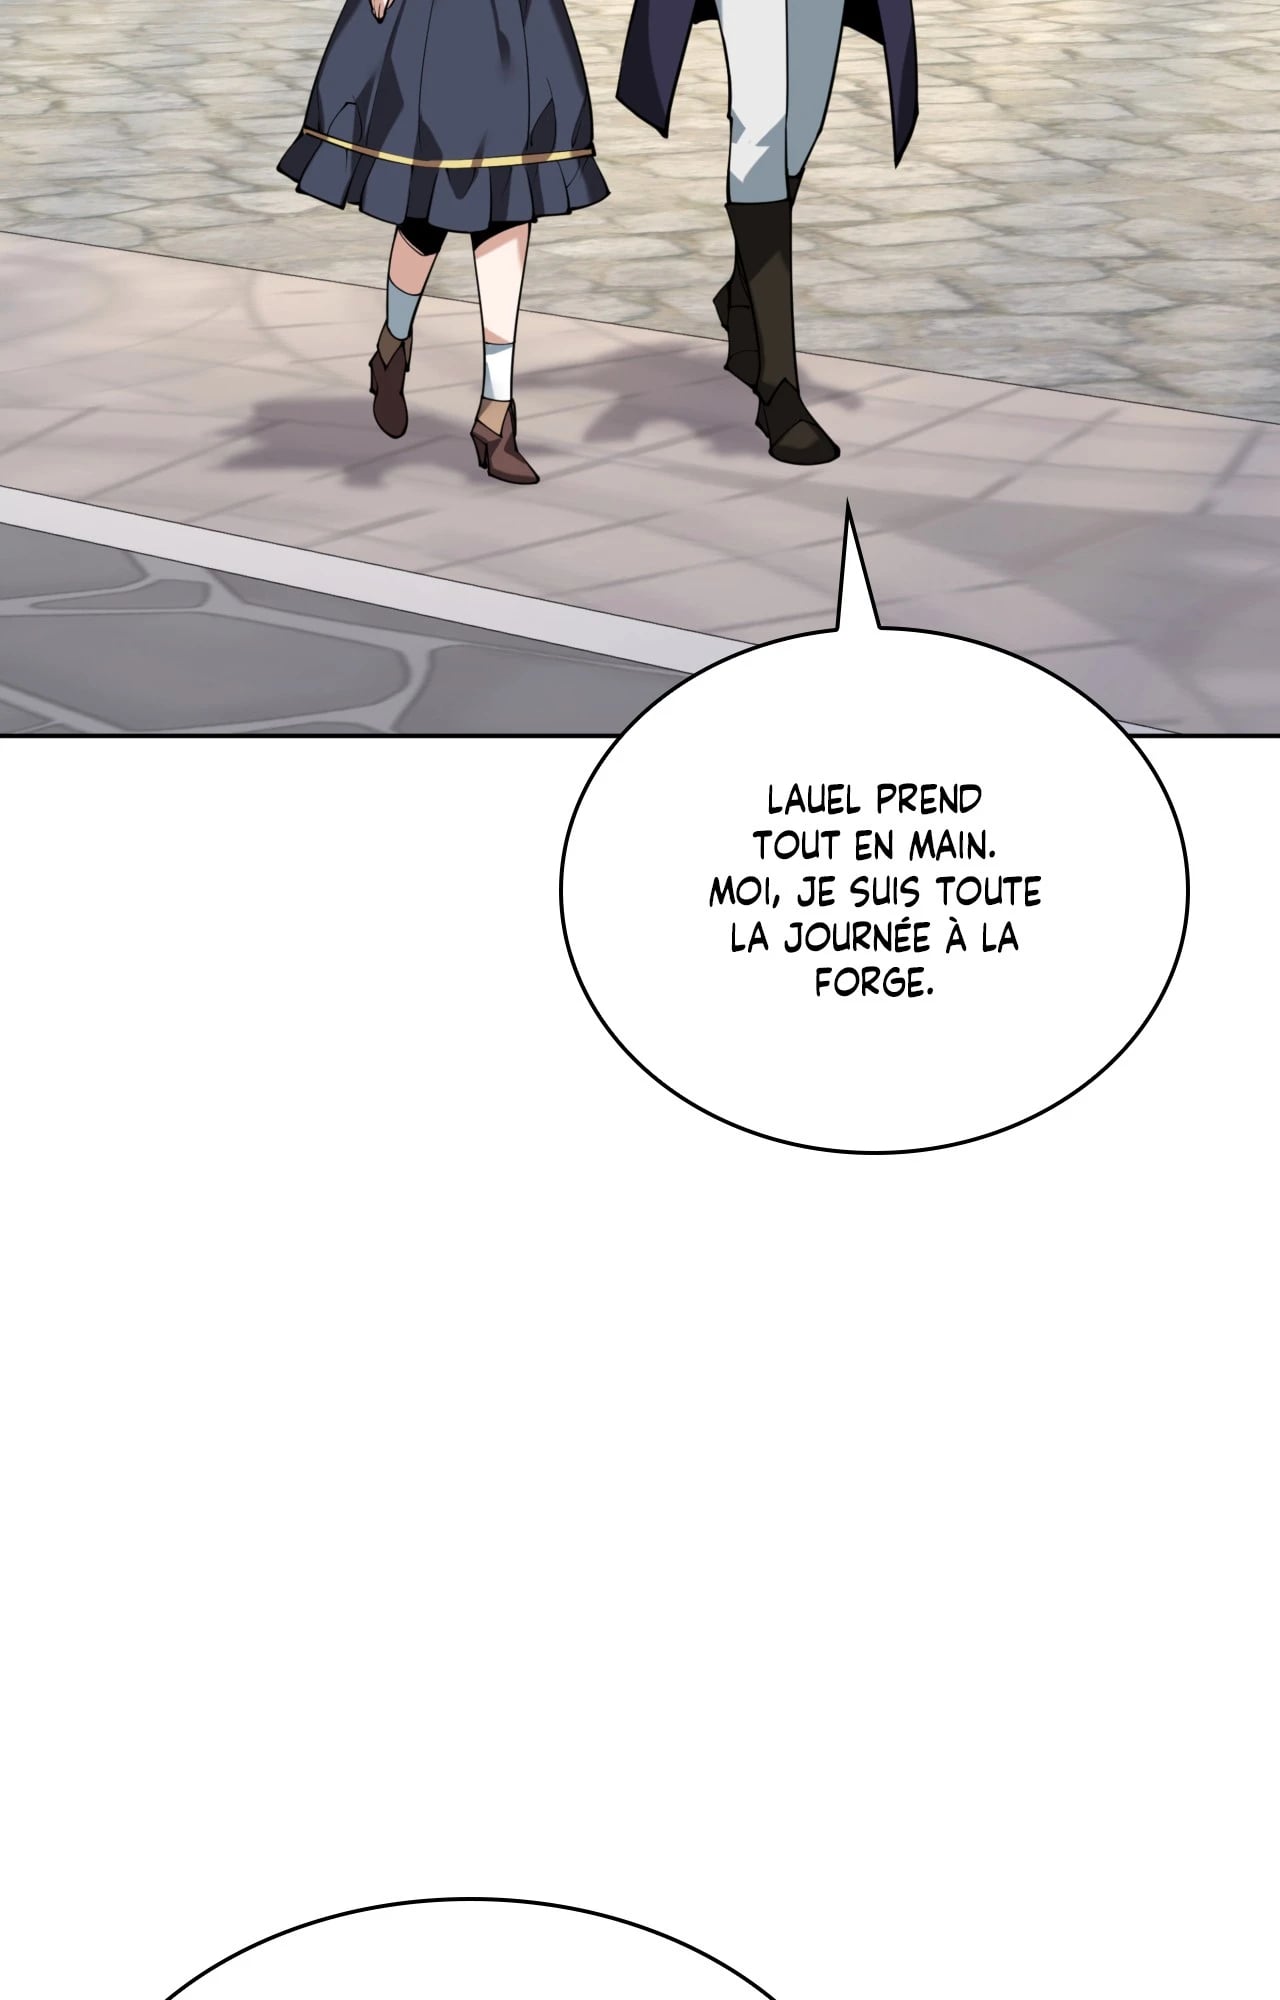 LAUEL PREND
TOUT EN MAIN.
MOI, JE SUIS TOUTE
LA JOURNÉE À LA
FORGE.